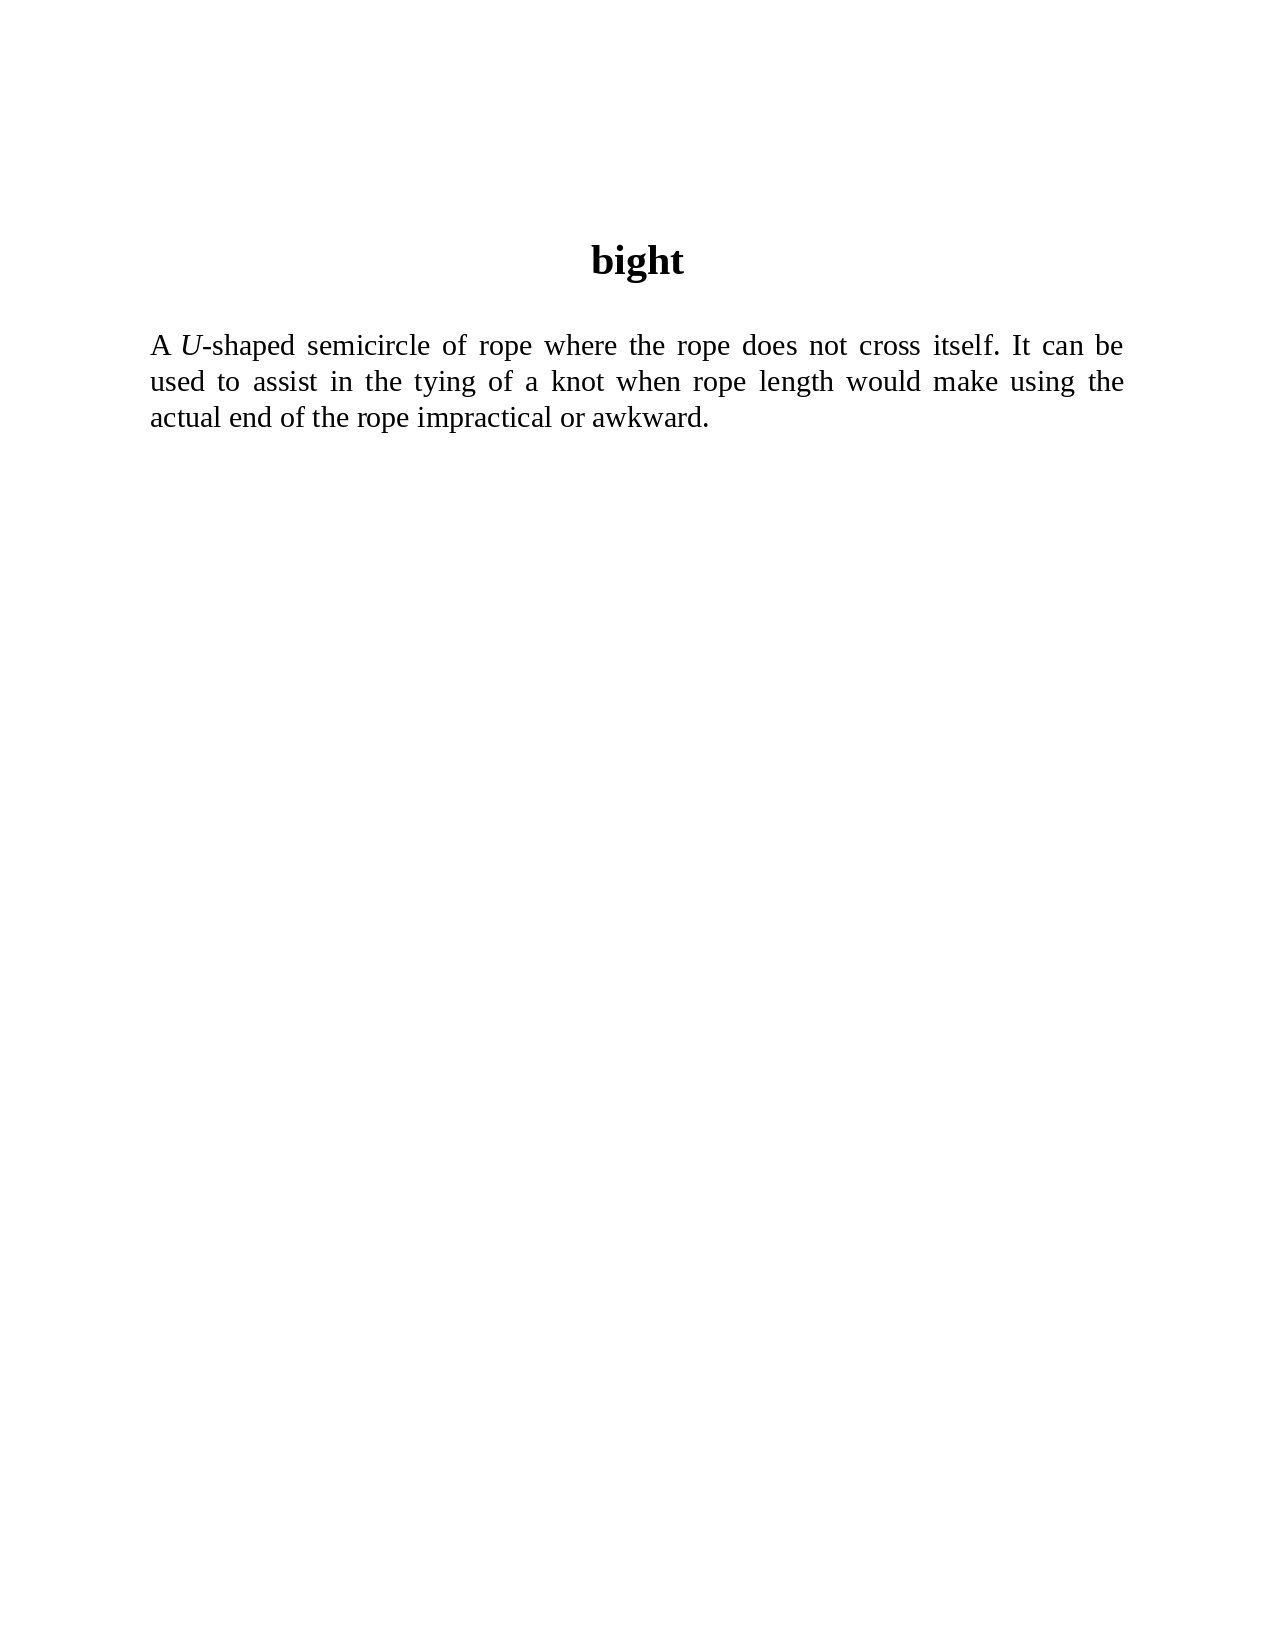 bight
A U-shaped semicircle of rope where the rope does not cross itself. It can be
used to assist in the tying of a knot when rope length would make using the
actual end of the rope impractical or awkward.